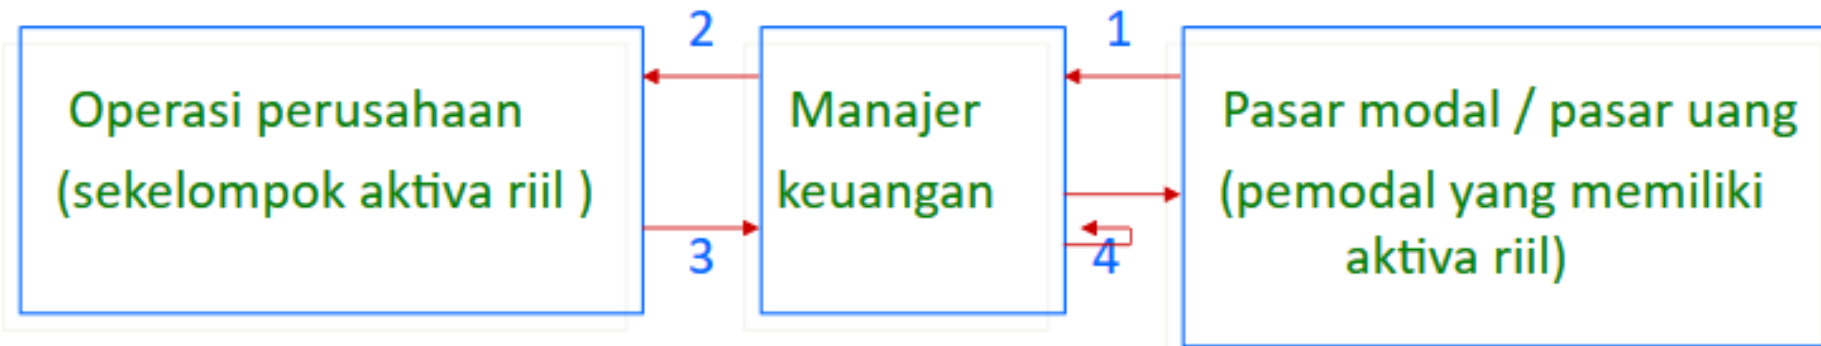 2
1
Operasi perusahaan
(sekelompok aktiva riil )
Manajer
keuangan
Pasar modal / pasar uang
(pemodal yang memiliki
aktiva riil)
3
4